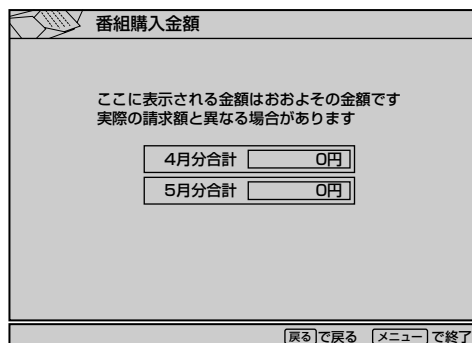 番組購入金額
ここに表示される金額はおおよその金額です
実際の請求額と異なる場合があります
4月分合計 0円
5月分合計 0円
戻るで戻る メニューで終了